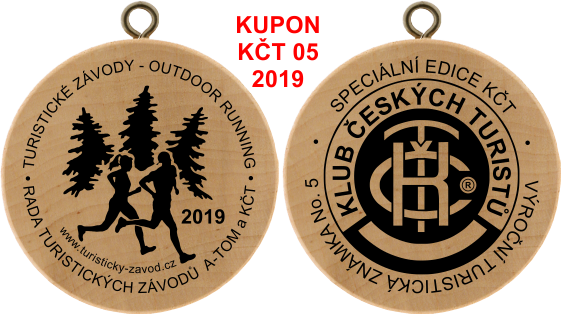 KUPON
KČT 05
2019
TURISTICKÉ ZÁVODY - OUTDOOR RUNNING
2019
www.turisticky-zavod.cz
• RADA TURISTICKÝCH ZÁVODŮ A-TOM a KČT •
SPECIÁLNÍ EDICE KČT
• KLUB ČESKÝCH TURISTŮ •
KČT
®
• VÝROČNÍ TURISTICKÁ ZNÁMKA No. 5 •